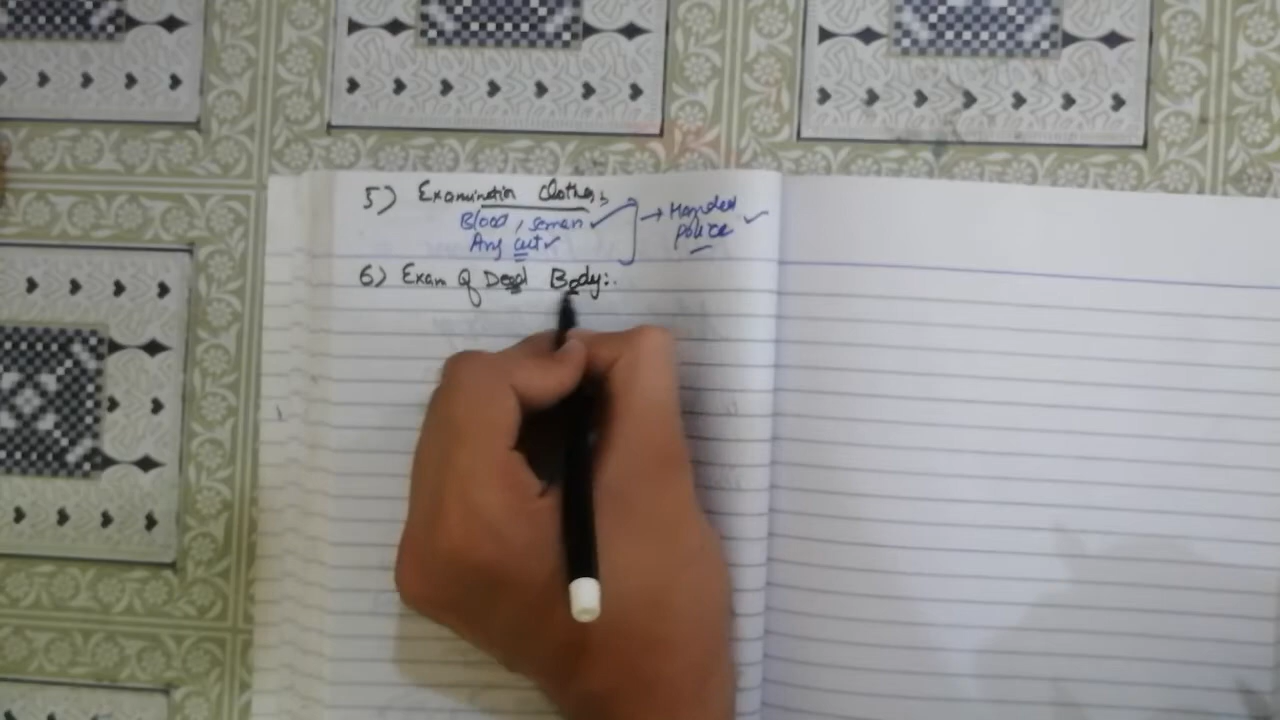 5) Examination Clothes
Blood, semen ✓ → Handed ✓
Any cut ✓ police
6) Exam of Dead Body:.